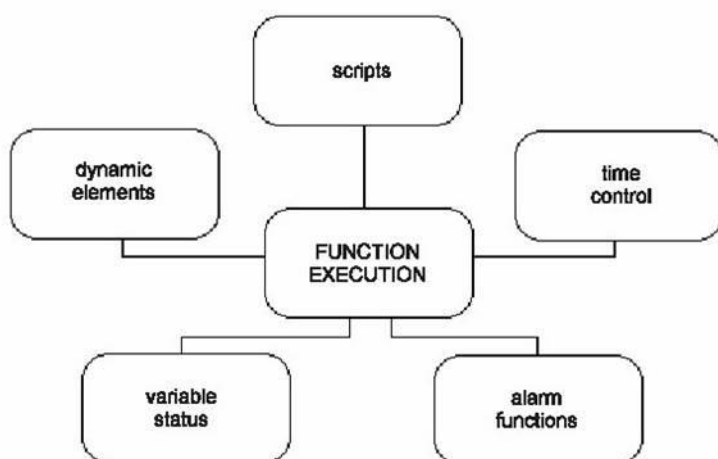 scripts
dynamic
elements
time
control
FUNCTION
EXECUTION
variable
status
alarm
functions